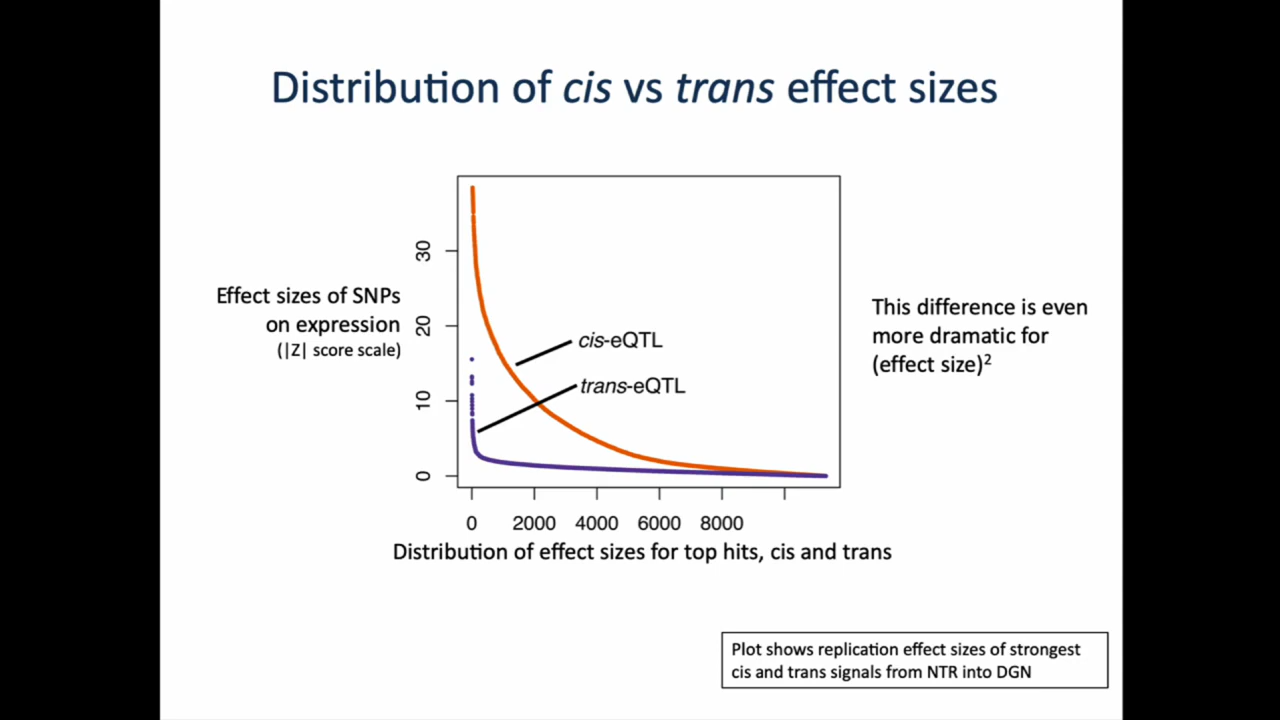 Distribution of cis vs trans effect sizes
Effect sizes of SNPs
on expression
(|Z| score scale)
30
20
10
0
cis-eQTL
trans-eQTL
0 2000 4000 6000 8000
Distribution of effect sizes for top hits, cis and trans
This difference is even
more dramatic for
(effect size)²
Plot shows replication effect sizes of strongest
cis and trans signals from NTR into DGN